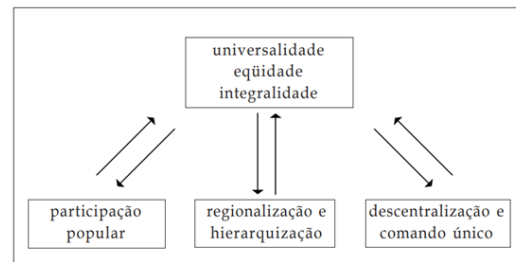 universalidade
eqüidade
integralidade
participação
popular
regionalização e
hierarquização
descentralização e
comando único